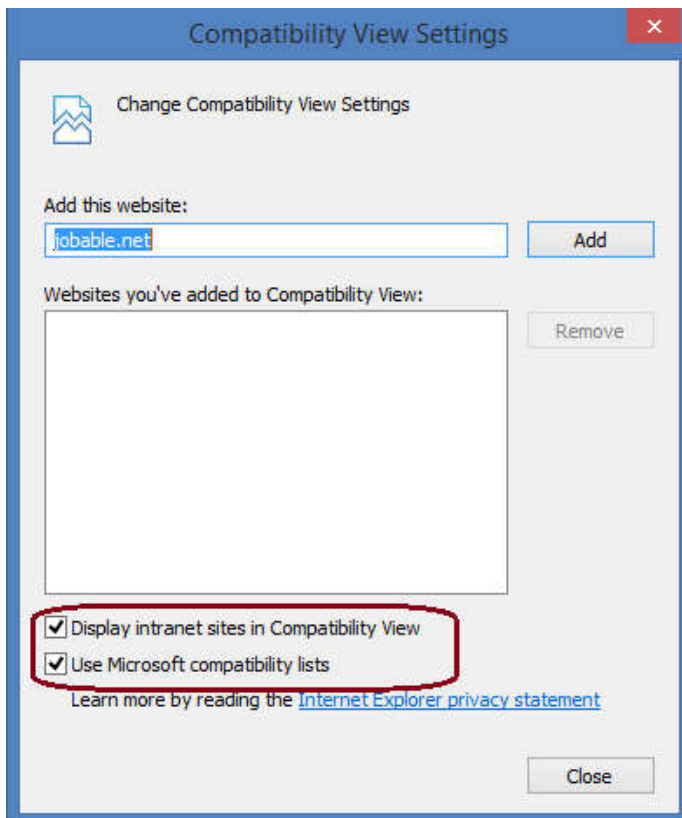 Compatibility View Settings
Change Compatibility View Settings
Add this website:
jobable.net
Add
Websites you've added to Compatibility View:
Remove
Display intranet sites in Compatibility View
Use Microsoft compatibility lists
Learn more by reading the Internet Explorer privacy statement
Close